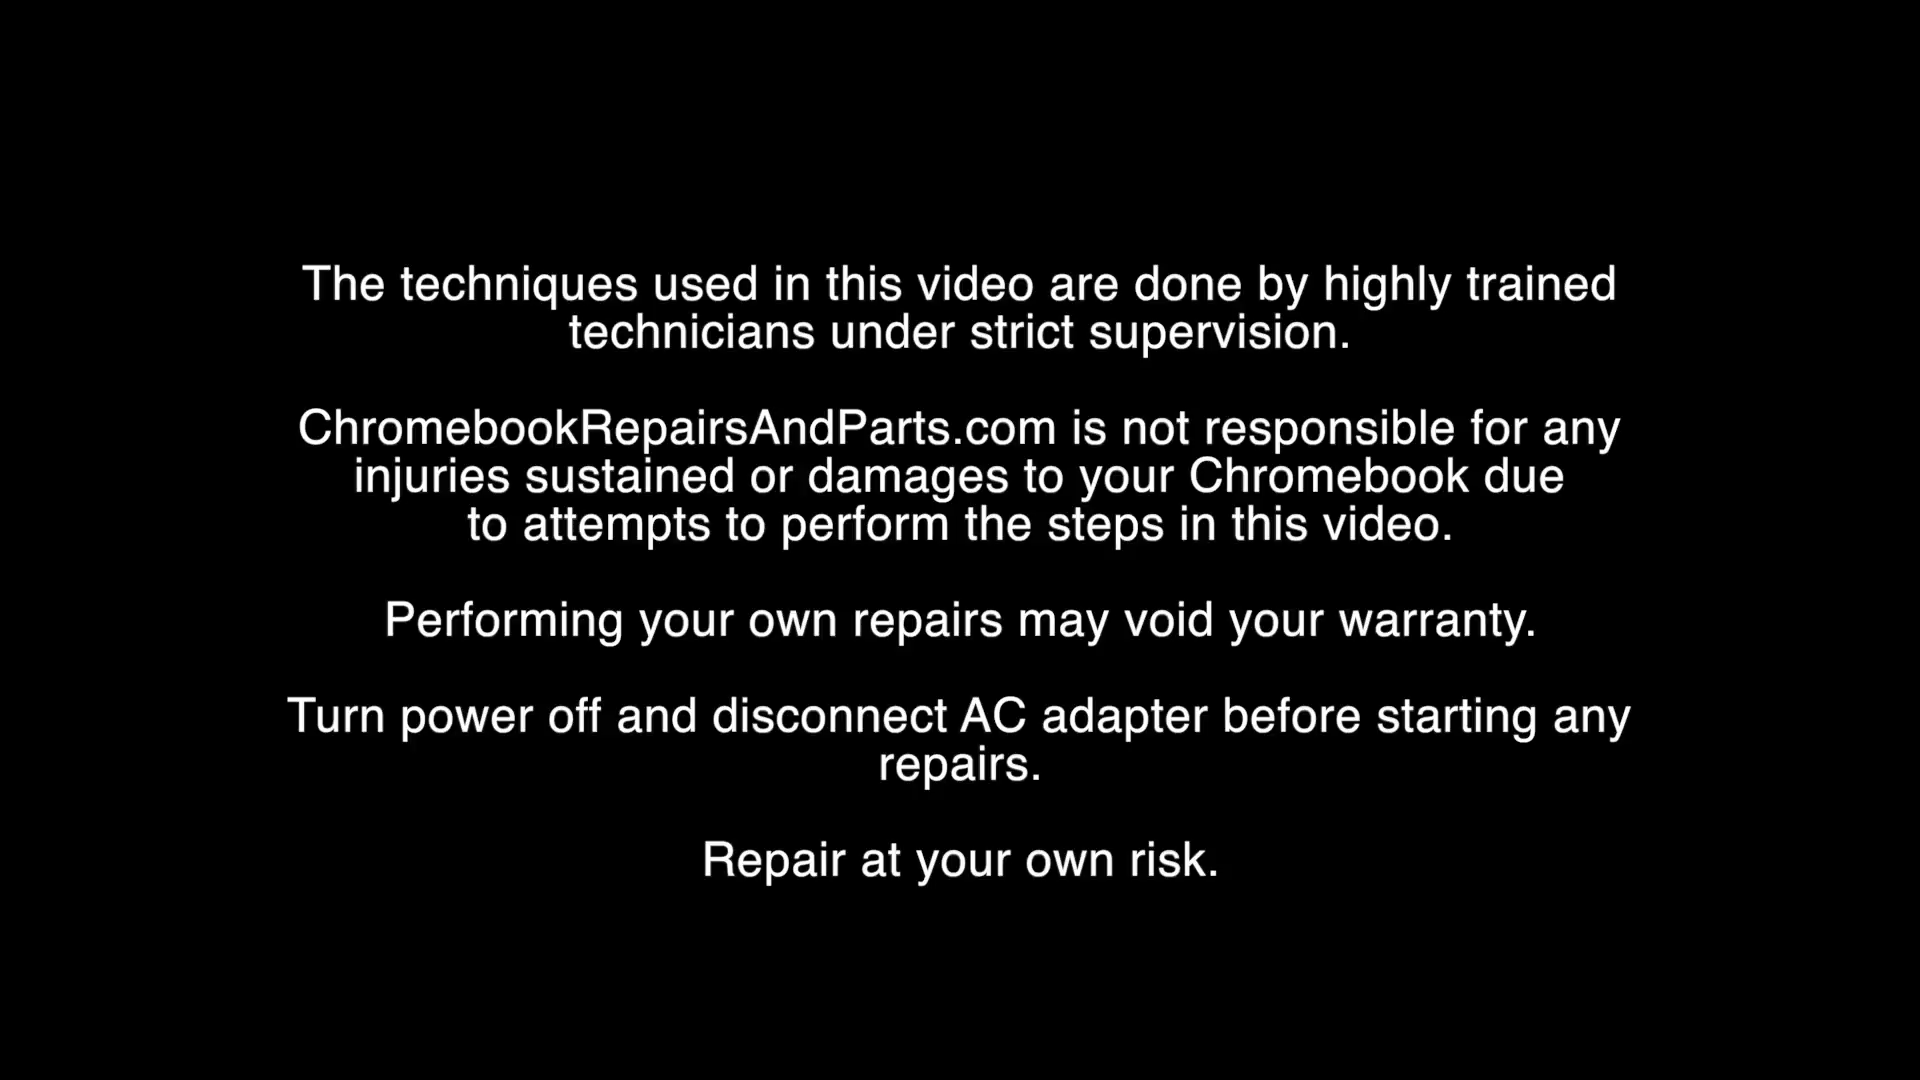 The techniques used in this video are done by highly trained
technicians under strict supervision.
ChromebookRepairsAndParts.com is not responsible for any
injuries sustained or damages to your Chromebook due
to attempts to perform the steps in this video.
Performing your own repairs may void your warranty.
Turn power off and disconnect AC adapter before starting any
repairs.
Repair at your own risk.